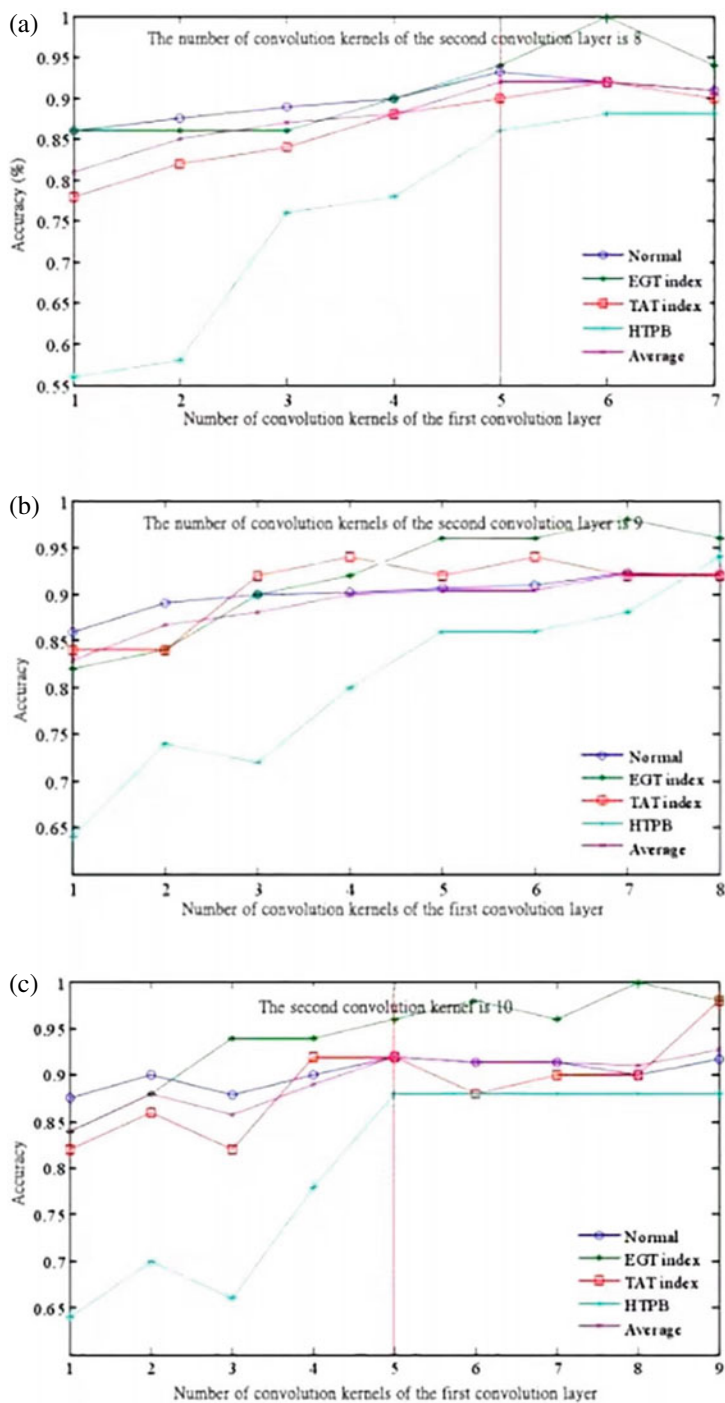 (a)
The number of convolution kernels of the second convolution layer is 8
1
0.95
0.9
0.85
0.8
0.75
0.7
0.65
0.6
0.55
Accuracy (%)
Normal
EGT index
TAT index
HTPB
Average
1 2 3 4 5 6 7
Number of convolution kernels of the first convolution layer
(b)
The number of convolution kernels of the second convolution layer is 9
1
0.95
0.9
0.85
0.8
0.75
0.7
0.65
Accuracy
Normal
EGT index
TAT index
HTPB
Average
1 2 3 4 5 6 7 8
Number of convolution kernels of the first convolution layer
(c)
The second convolution kernel is 10
1
0.95
0.9
0.85
0.8
0.75
0.7
0.65
Accuracy
Normal
EGT index
TAT index
HTPB
Average
1 2 3 4 5 6 7 8 9
Number of convolution kernels of the first convolution layer